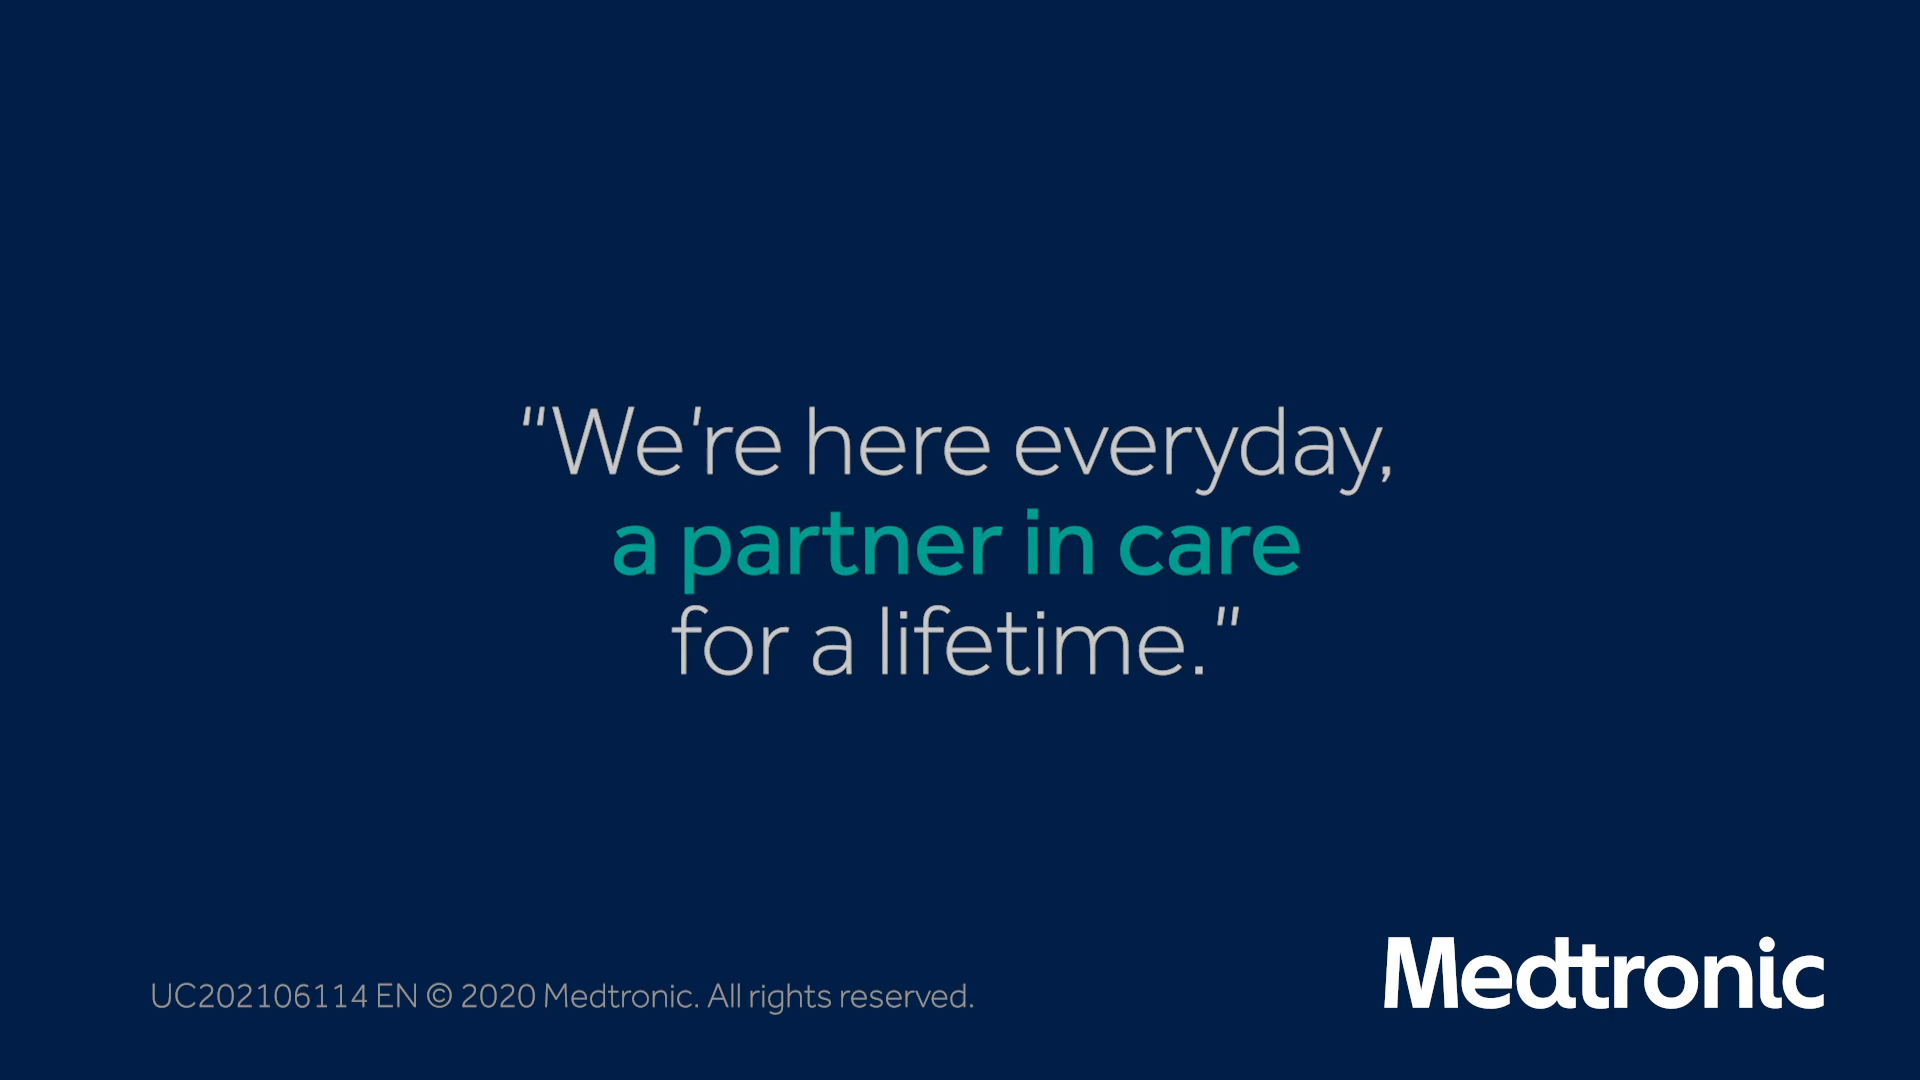 "We're here everyday,
a partner in care
for a lifetime."
UC202106114 EN © 2020 Medtronic. All rights reserved.
Medtronic